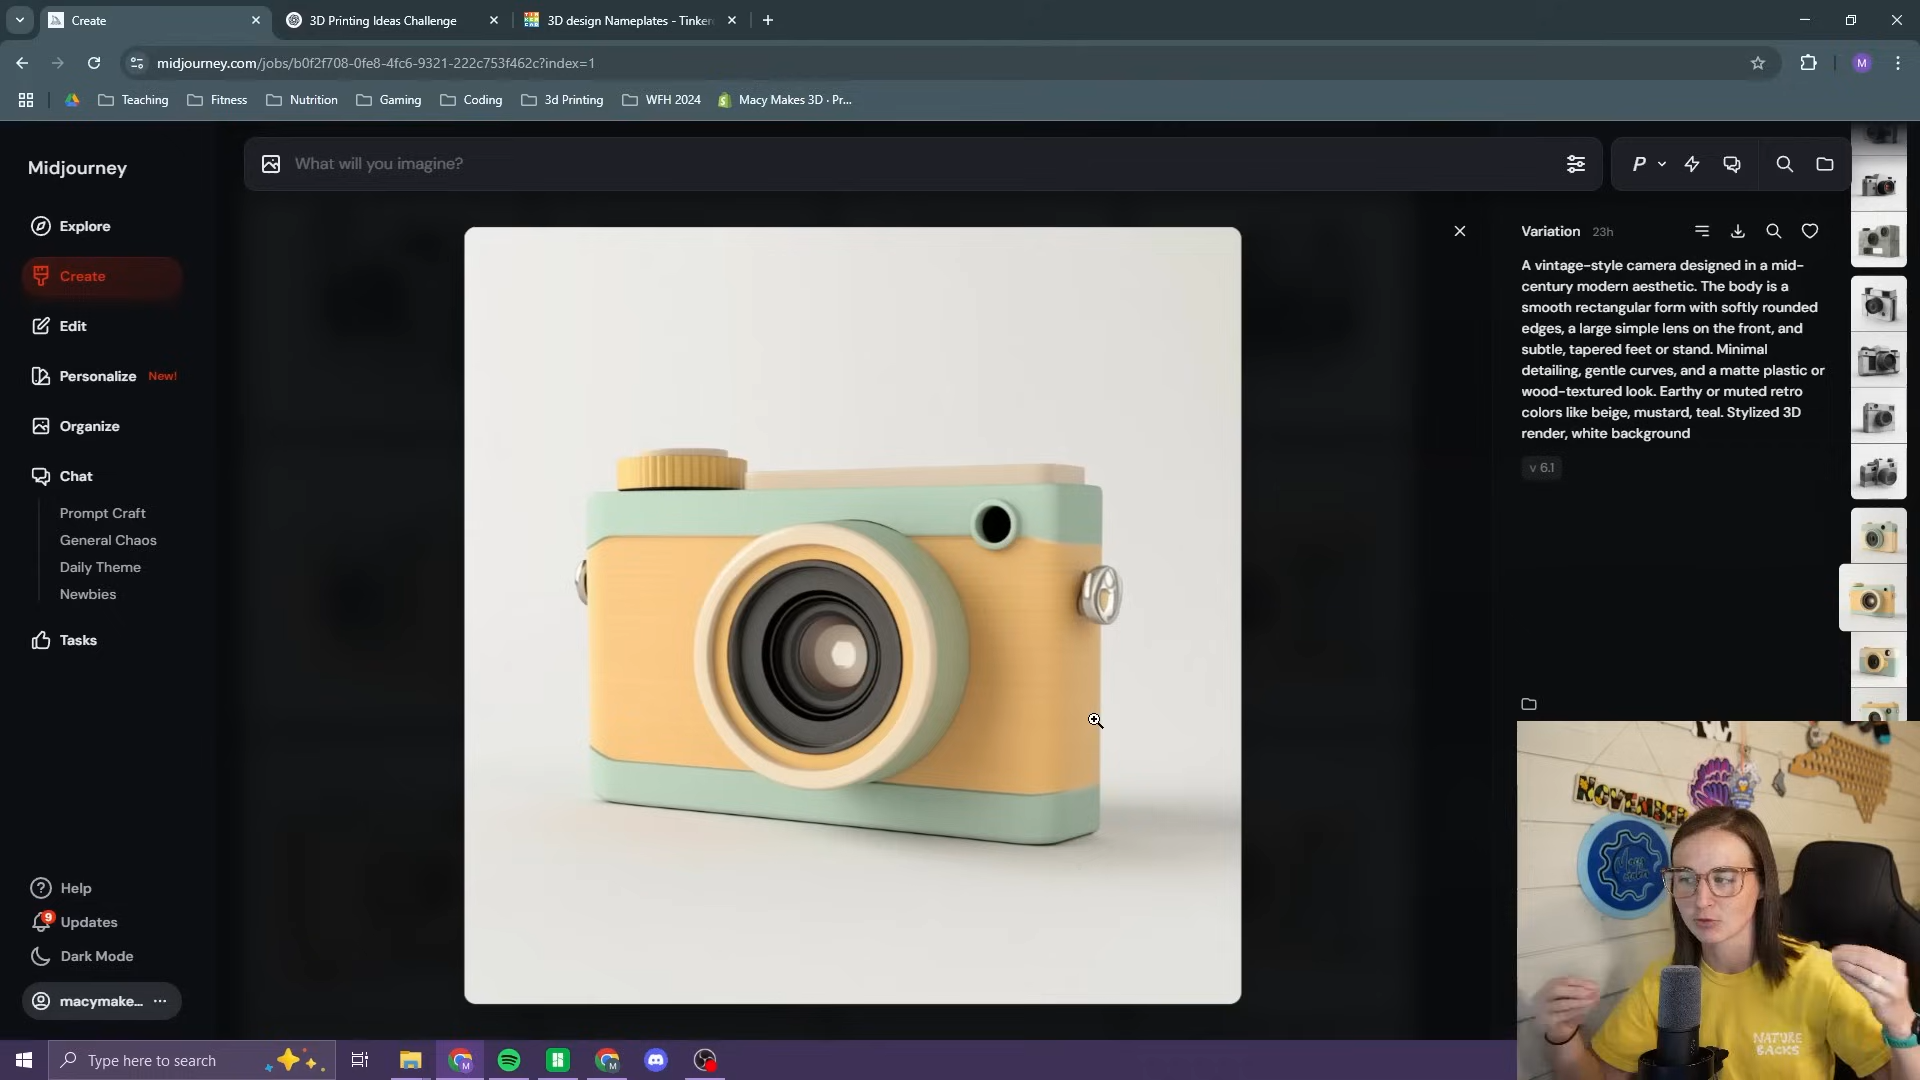 Create
3D Printing Ideas Challenge
3D design Nameplates - Tinker
midjourney.com/jobs/b0f2f708-0fe8-4fc6-9321-222c753f462c?index=1
M
Teaching
Fitness
Nutrition
Gaming
Coding
3d Printing
WFH 2024
Macy Makes 3D · Pr...
Midjourney
What will you imagine?
P
Explore
Create
Edit
Personalize New!
Organize
Chat
Prompt Craft
General Chaos
Daily Theme
Newbies
Tasks
Help
9
Updates
Dark Mode
macymake... ...
Variation 23h
A vintage-style camera designed in a mid-
century modern aesthetic. The body is a
smooth rectangular form with softly rounded
edges, a large simple lens on the front, and
subtle, tapered feet or stand. Minimal
detailing, gentle curves, and a matte plastic or
wood-textured look. Earthy or muted retro
colors like beige, mustard, teal. Stylized 3D
render, white background
v 6.1
NATURE
ROCKS
Type here to search